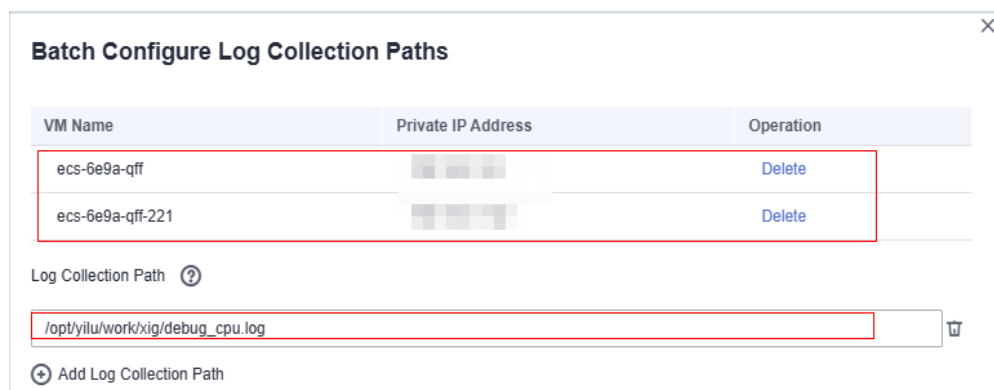 Batch Configure Log Collection Paths
VM Name Private IP Address Operation
ecs-6e9a-qff Delete
ecs-6e9a-qff-221 Delete
Log Collection Path
/opt/yilu/work/xig/debug_cpu.log
Add Log Collection Path